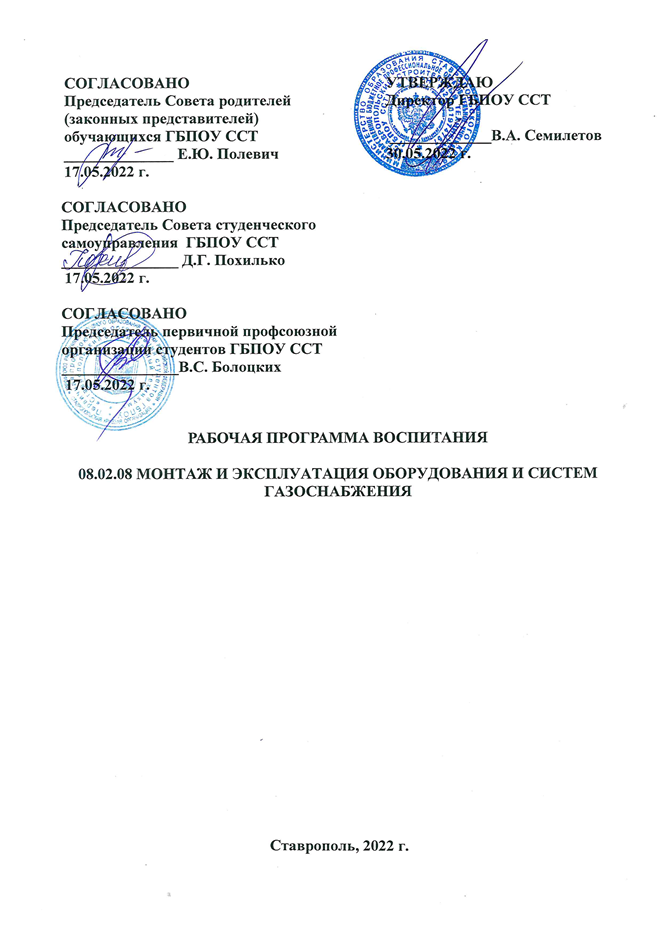 СОГЛАСОВАНО
Председатель Совета родителей
(законных представителей)
обучающихся ГБПОУ ССТ
______________ Е.Ю. Полевич
17.05.2022 г.
УТВЕРЖДАЮ
Директор ГБПОУ ССТ
В.А. Семилетов
30.05.2022 г.
СОГЛАСОВАНО
Председатель Совета студенческого
самоуправления ГБПОУ ССТ
______________ Д.Г. Похилько
17.05.2022 г.
СОГЛАСОВАНО
Председатель первичной профсоюзной
организации студентов ГБПОУ ССТ
______________ В.С. Болоцких
17.05.2022 г.
РАБОЧАЯ ПРОГРАММА ВОСПИТАНИЯ
08.02.08 МОНТАЖ И ЭКСПЛУАТАЦИЯ ОБОРУДОВАНИЯ И СИСТЕМ
ГАЗОСНАБЖЕНИЯ
Ставрополь, 2022 г.